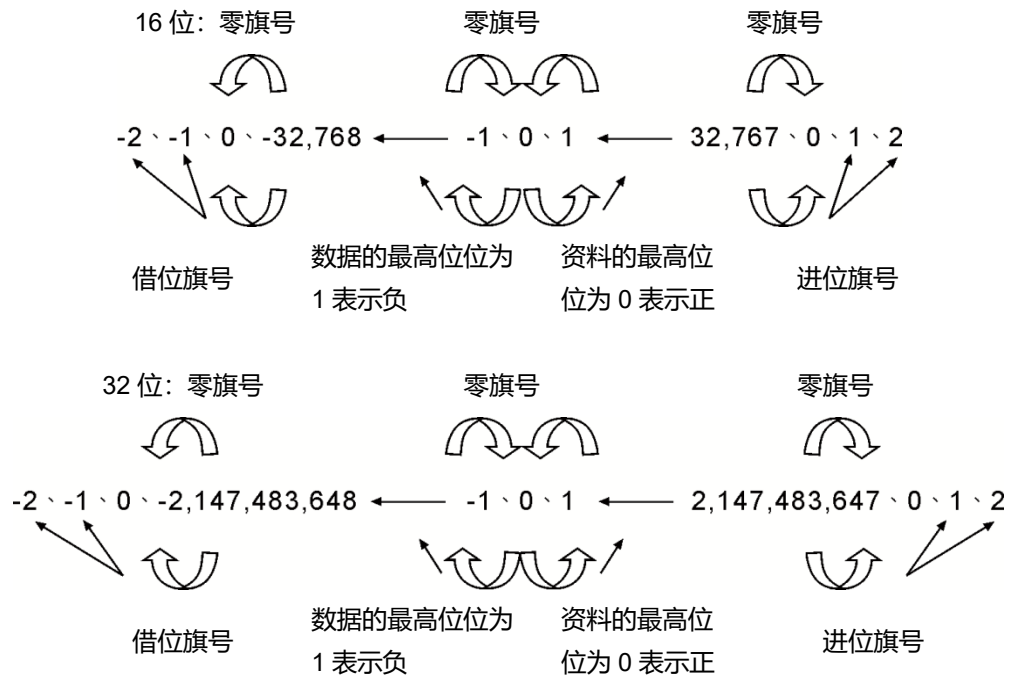 16 位：零旗号 零旗号 零旗号
-2、-1、0、-32,768 -1、0、1 32,767、0、1、2
借位旗号 数据的最高位位为 资料的最高位 进位旗号
1 表示负 位为 0 表示正
32 位：零旗号 零旗号 零旗号
-2、-1、0、-2,147,483,648 -1、0、1 2,147,483,647、0、1、2
借位旗号 数据的最高位位为 资料的最高位 进位旗号
1 表示负 位为 0 表示正